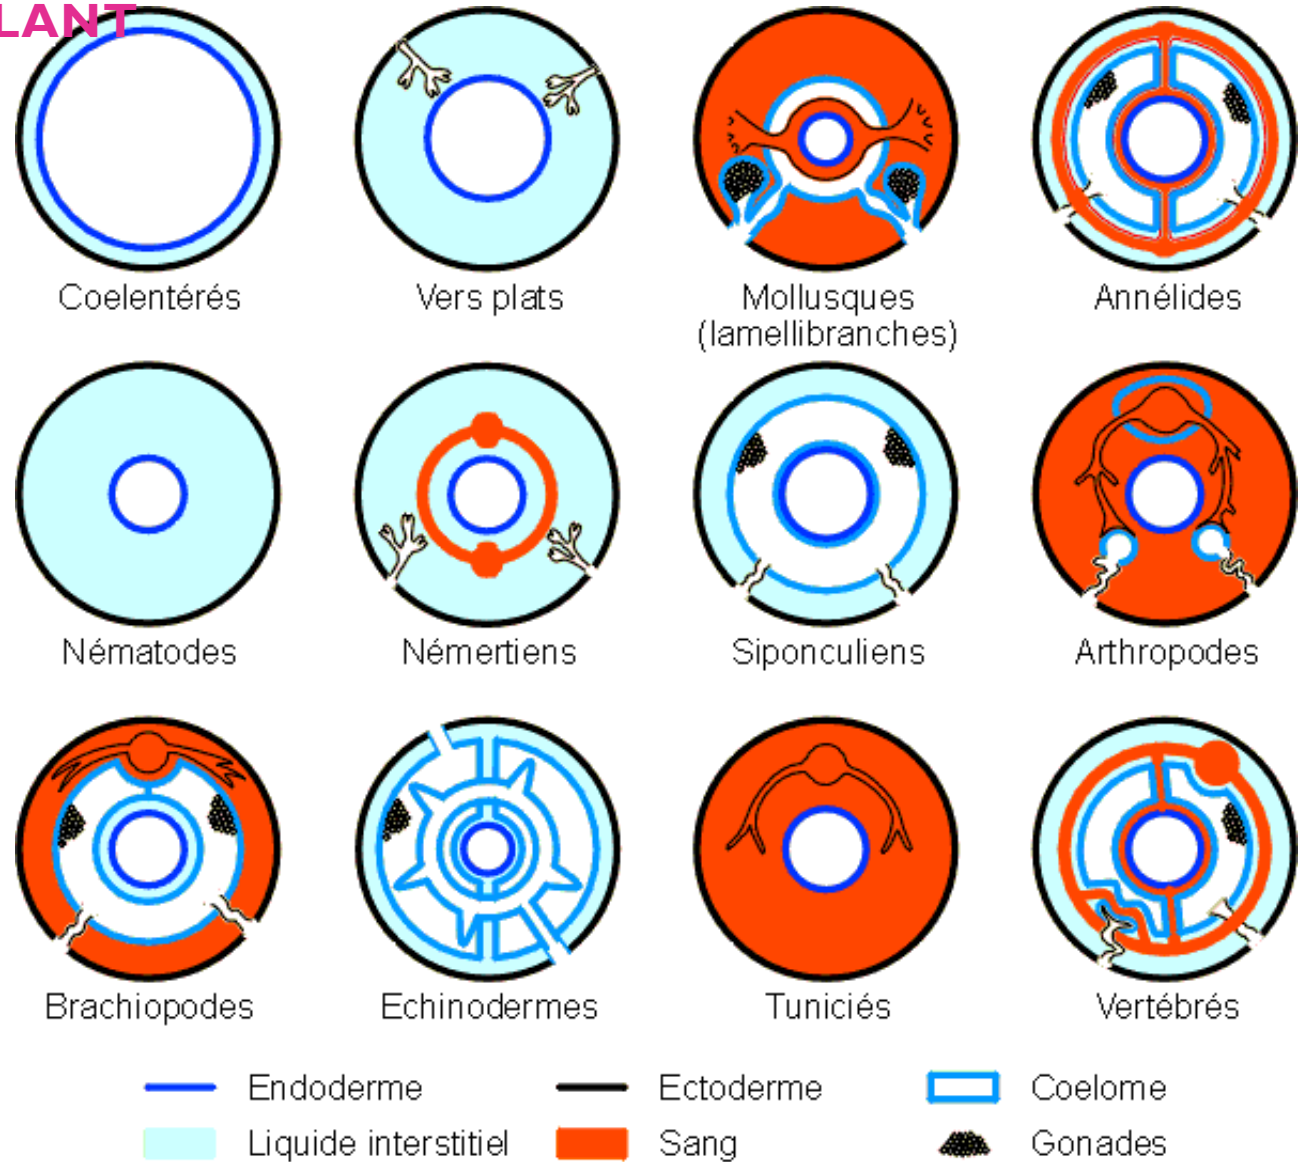 LANT
Coelentérés
Vers plats
Mollusques
(lamellibranches)
Annélides
Nématodes
Némertiens
Siponculiens
Arthropodes
Brachiopodes
Echinodermes
Tuniciés
Vertébrés
Endoderme
Ectoderme
Coelome
Liquide interstitiel
Sang
Gonades